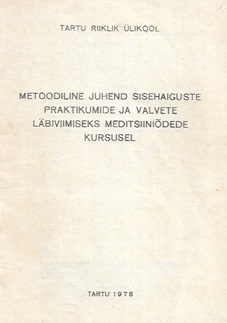 TARTU RIIKLIK ÜLIKOOL
METOODILINE JUHEND SISEHAIGUSTE
PRAKTIKUMIDE JA VALVETE
LÄBIVIIMISEKS MEDITSIINIÕDEDE
KURSUSEL
TARTU 1978